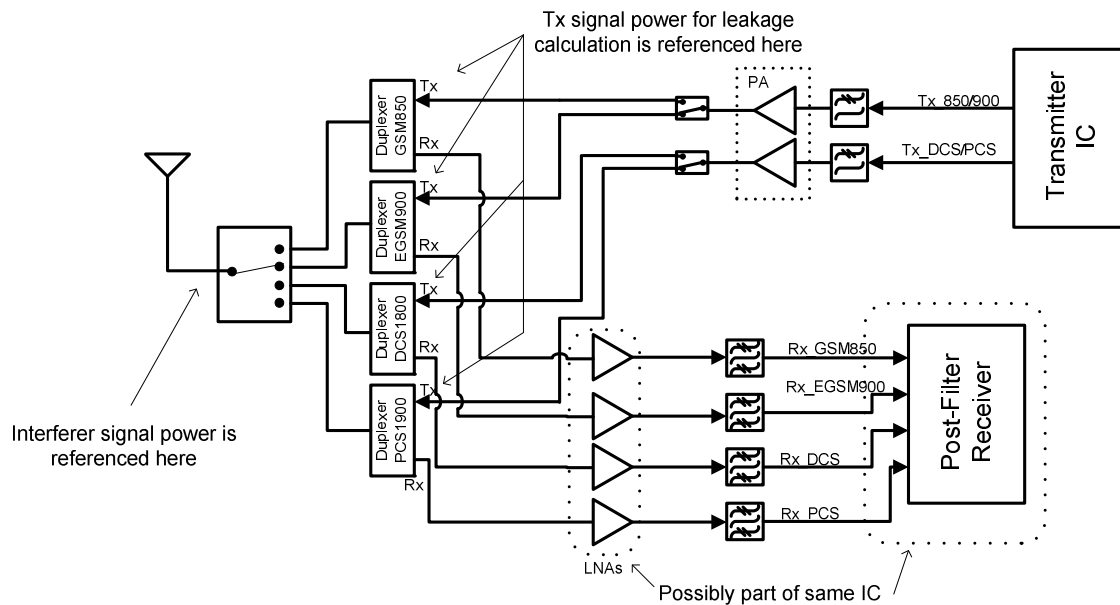 Tx signal power for leakage
calculation is referenced here
Tx
Duplexer
GSM850
Rx
PA
Tx_850/900
Tx_DCS/PCS
Transmitter
IC
Tx
Duplexer
EGSM900
Rx
Tx
Duplexer
DCS1800
Rx
Tx
Duplexer
PCS1900
Rx
Interferer signal power is
referenced here
Rx_GSM850
Rx_EGSM900
Rx_DCS
Rx_PCS
Post-Filter
Receiver
LNAs
Possibly part of same IC